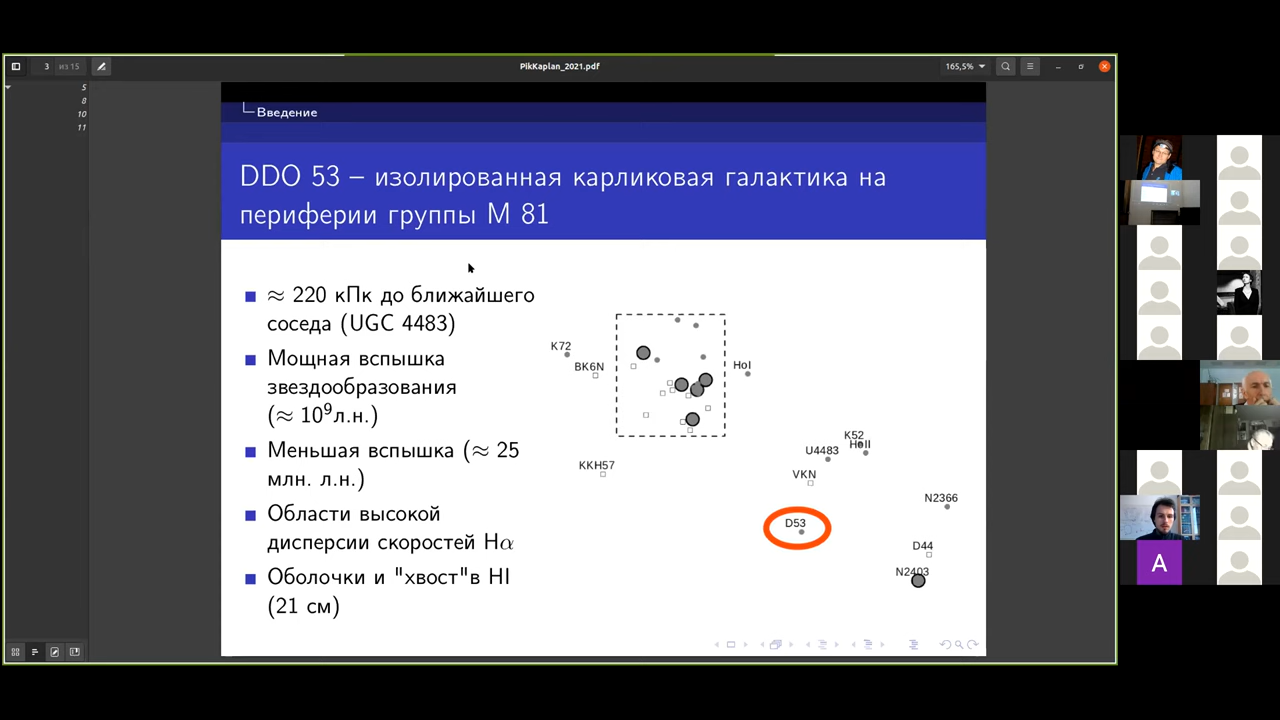 3 из 15
PikKaplan_2021.pdf
165,5%
5
8
10
11
Введение
DDO 53 – изолированная карликовая галактика на
периферии группы M 81
≈ 220 кПк до ближайшего
соседа (UGC 4483)
Мощная вспышка
звездообразования
(≈ 10⁹л.н.)
Меньшая вспышка (≈ 25
млн. л.н.)
Области высокой
дисперсии скоростей Hα
Оболочки и "хвост"в HI
(21 см)
K72
BK6N
HoI
KKH57
K52
HoII
U4483
VKN
D53
N2366
D44
N2403
A